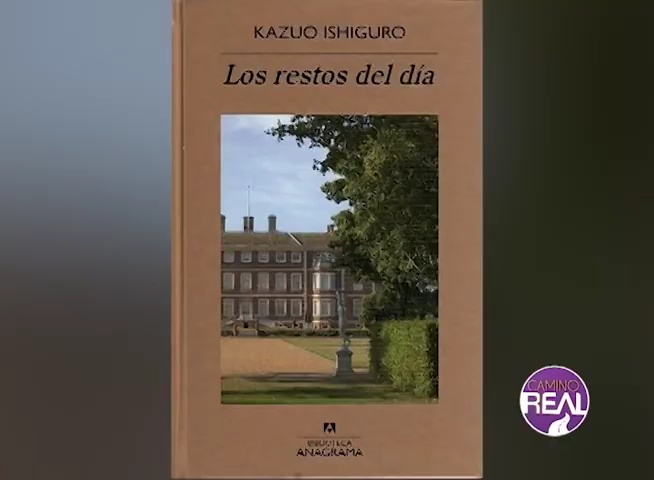 KAZUO ISHIGURO
Los restos del día
BIBLIOTECA
ANAGRAMA
CAMINO
REAL